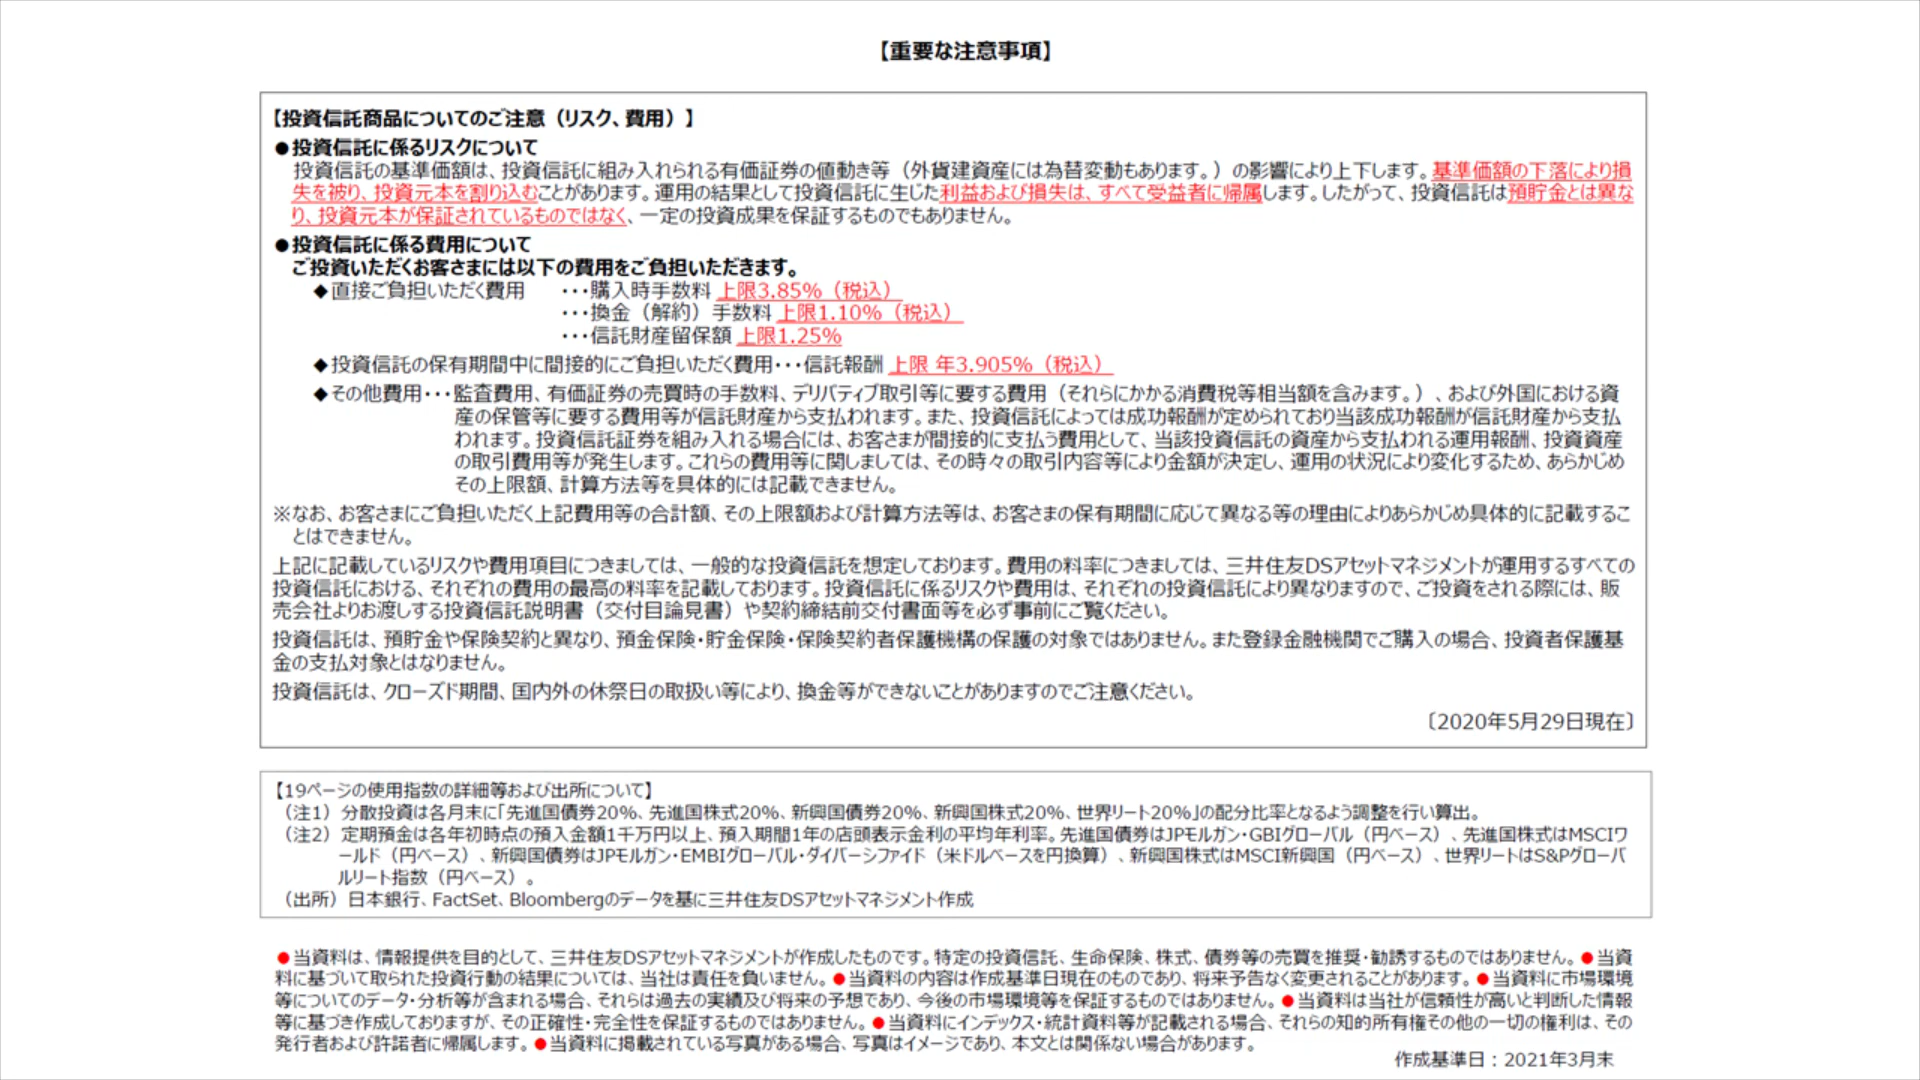 【重要な注意事項】
【投資信託商品についてのご注意（リスク、費用）】
●投資信託に係るリスクについて
投資信託の基準価額は、投資信託に組み入れられる有価証券の値動き等（外貨建資産には為替変動もあります。）の影響により上下します。基準価額の下落により損
失を被り、投資元本を割り込むことがあります。運用の結果として投資信託に生じた利益および損失は、すべて受益者に帰属します。したがって、投資信託は預貯金とは異な
り、投資元本が保証されているものではなく、一定の投資成果を保証するものでもありません。
●投資信託に係る費用について
ご投資いただくお客さまには以下の費用をご負担いただきます。
◆直接ご負担いただく費用 ･･･購入時手数料 上限3.85%（税込）
･･･換金（解約）手数料 上限1.10%（税込）
･･･信託財産留保額 上限1.25%
◆投資信託の保有期間中に間接的にご負担いただく費用･･･信託報酬 上限 年3.905%（税込）
◆その他費用･･･監査費用、有価証券の売買時の手数料、デリバティブ取引等に要する費用（それらにかかる消費税等相当額を含みます。）、および外国における資
産の保管等に要する費用等が信託財産から支払われます。また、投資信託によっては成功報酬が定められており当該成功報酬が信託財産から支払
われます。投資信託証券を組み入れる場合には、お客さまが間接的に支払う費用として、当該投資信託の資産から支払われる運用報酬、投資資産
の取引費用等が発生します。これらの費用等に関しましては、その時々の取引内容等により金額が決定し、運用の状況により変化するため、あらかじめ
その上限額、計算方法等を具体的には記載できません。
※なお、お客さまにご負担いただく上記費用等の合計額、その上限額および計算方法等は、お客さまの保有期間に応じて異なる等の理由によりあらかじめ具体的に記載するこ
とはできません。
上記に記載しているリスクや費用項目につきましては、一般的な投資信託を想定しております。費用の料率につきましては、三井住友DSアセットマネジメントが運用するすべての
投資信託における、それぞれの費用の最高の料率を記載しております。投資信託に係るリスクや費用は、それぞれの投資信託により異なりますので、ご投資をされる際には、販
売会社よりお渡しする投資信託説明書（交付目論見書）や契約締結前交付書面等を必ず事前にご覧ください。
投資信託は、預貯金や保険契約と異なり、預金保険・貯金保険・保険契約者保護機構の保護の対象ではありません。また登録金融機関でご購入の場合、投資者保護基
金の支払対象とはなりません。
投資信託は、クローズド期間、国内外の休祭日の取扱い等により、換金等ができないことがありますのでご注意ください。
〔2020年5月29日現在〕
【19ページの使用指数の詳細等および出所について】
（注1）分散投資は各月末に「先進国債券20%、先進国株式20%、新興国債券20%、新興国株式20%、世界リート20%」の配分比率となるよう調整を行い算出。
（注2）定期預金は各年初時点の預入金額1千万円以上、預入期間1年の店頭表示金利の平均年利率。先進国債券はJPモルガン・GBIグローバル（円ベース）、先進国株式はMSCIワ
ールド（円ベース）、新興国債券はJPモルガン・EMBIグローバル・ダイバーシファイド（米ドルベースを円換算）、新興国株式はMSCI新興国（円ベース）、世界リートはS&Pグローバ
ルリート指数（円ベース）。
（出所）日本銀行、FactSet、Bloombergのデータを基に三井住友DSアセットマネジメント作成
●当資料は、情報提供を目的として、三井住友DSアセットマネジメントが作成したものです。特定の投資信託、生命保険、株式、債券等の売買を推奨・勧誘するものではありません。●当資
料に基づいて取られた投資行動の結果については、当社は責任を負いません。●当資料の内容は作成基準日現在のものであり、将来予告なく変更されることがあります。●当資料に市場環境
等についてのデータ・分析等が含まれる場合、それらは過去の実績及び将来の予想であり、今後の市場環境等を保証するものではありません。●当資料は当社が信頼性が高いと判断した情報
等に基づき作成しておりますが、その正確性・完全性を保証するものではありません。●当資料にインデックス・統計資料等が記載される場合、それらの知的所有権その他の一切の権利は、その
発行者および許諾者に帰属します。●当資料に掲載されている写真がある場合、写真はイメージであり、本文とは関係ない場合があります。
作成基準日：2021年3月末